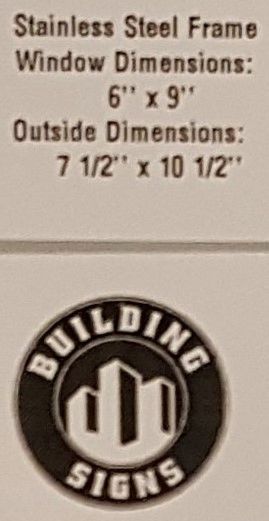 Stainless Steel Frame
Window Dimensions:
6'' x 9''
Outside Dimensions:
7 1/2'' x 10 1/2''
BUILDING
SIGNS